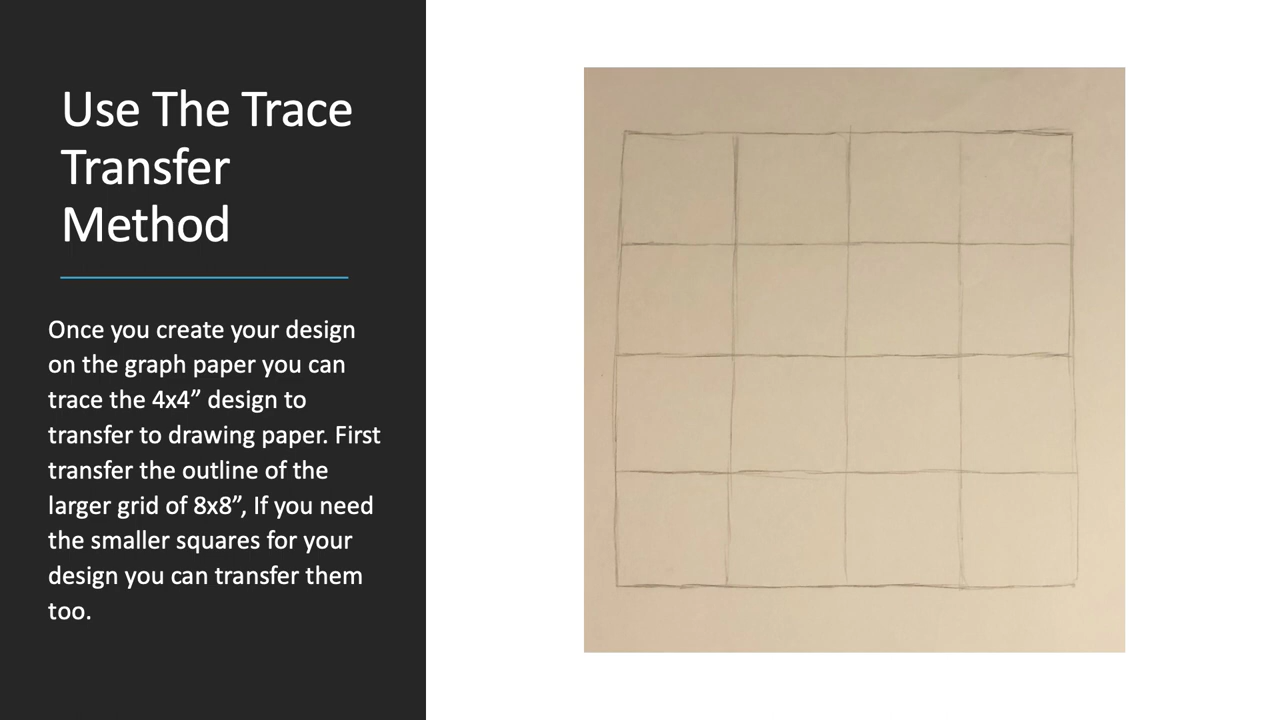 Use The Trace
Transfer
Method
Once you create your design
on the graph paper you can
trace the 4x4” design to
transfer to drawing paper. First
transfer the outline of the
larger grid of 8x8”, If you need
the smaller squares for your
design you can transfer them
too.